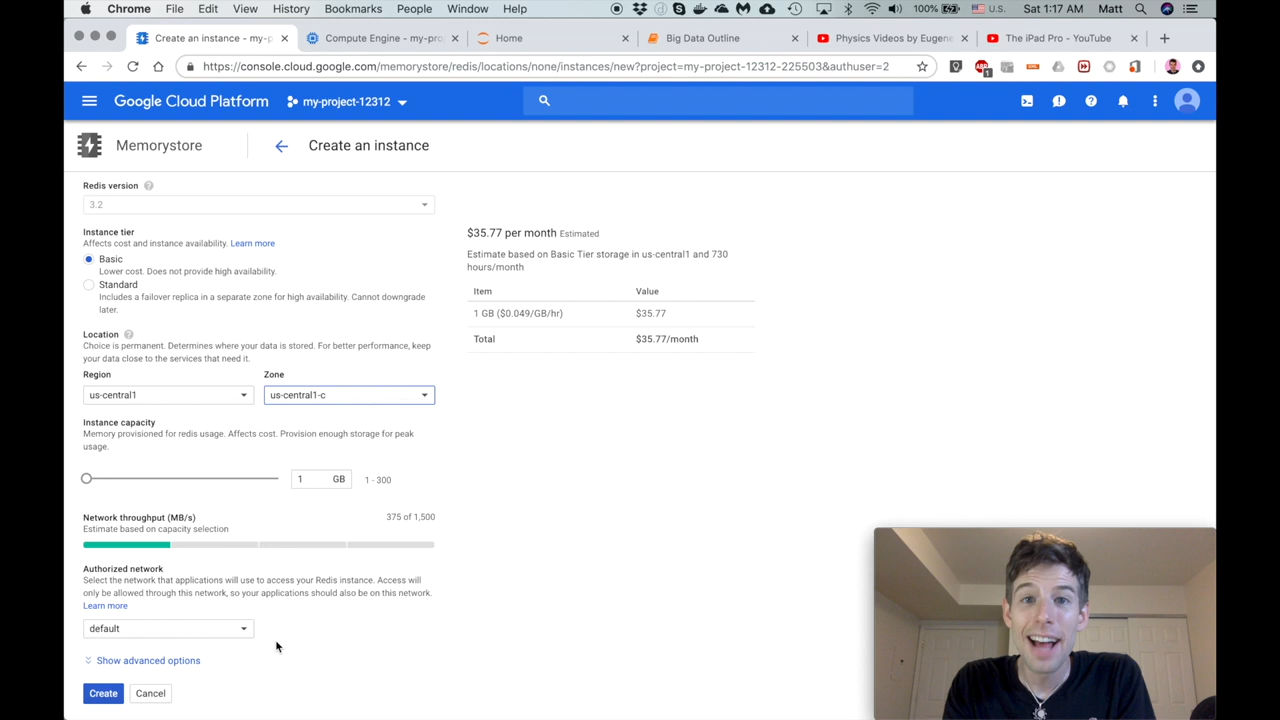 Chrome File Edit View History Bookmarks People Window Help 100% U.S. Sat 1:17 AM Matt
Create an instance - my-p Compute Engine - my-pro Home Big Data Outline Physics Videos by Eugene The iPad Pro - YouTube
https://console.cloud.google.com/memorystore/redis/locations/none/instances/new?project=my-project-12312-225503&authuser=2
Google Cloud Platform my-project-12312
Memorystore Create an instance
Redis version
3.2
Instance tier
Affects cost and instance availability. Learn more
Basic
Lower cost. Does not provide high availability.
Standard
Includes a failover replica in a separate zone for high availability. Cannot downgrade
later.
Location
Choice is permanent. Determines where your data is stored. For better performance, keep
your data close to the services that need it.
Region Zone
us-central1 us-central1-c
Instance capacity
Memory provisioned for redis usage. Affects cost. Provision enough storage for peak
usage.
1 GB 1 - 300
Network throughput (MB/s) 375 of 1,500
Estimate based on capacity selection
Authorized network
Select the network that applications will use to access your Redis instance. Access will
only be allowed through this network, so your applications should also be on this network.
Learn more
default
Show advanced options
Create Cancel
$35.77 per month Estimated
Estimate based on Basic Tier storage in us-central1 and 730
hours/month
Item Value
1 GB ($0.049/GB/hr) $35.77
Total $35.77/month